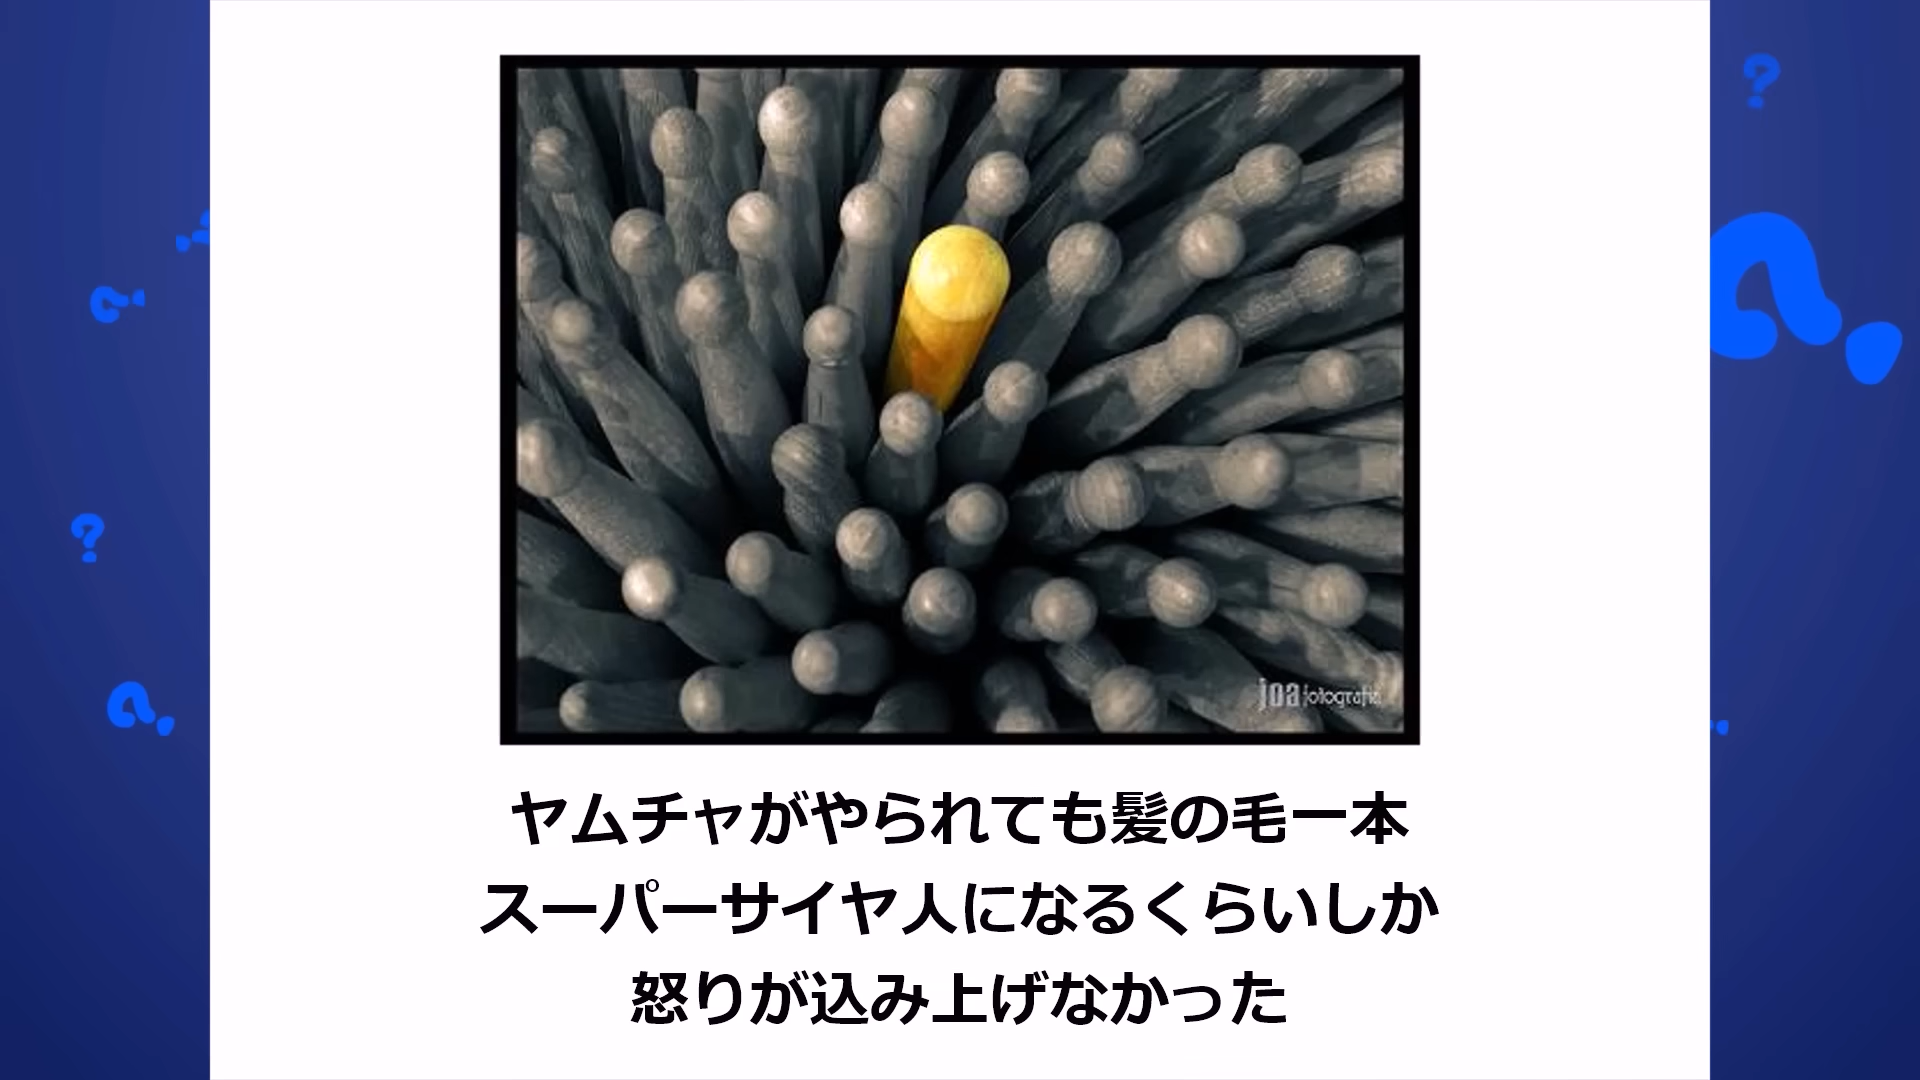 joa fotografie
ヤムチャがやられても髪の毛一本
スーパーサイヤ人になるくらいしか
怒りが込み上げなかった